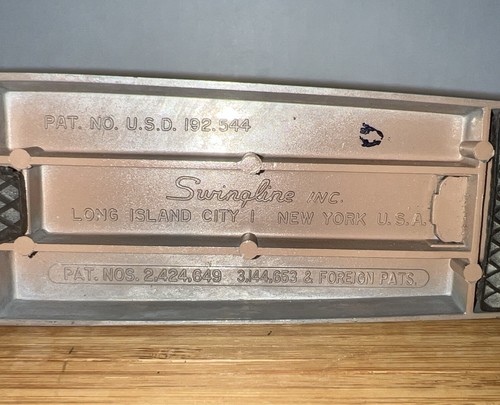 PAT. NO. U.S.D. 192.544
Swingline INC.
LONG ISLAND CITY 1 NEW YORK U.S.A.
PAT. NOS. 2,424,649 3,144,653 & FOREIGN PATS.